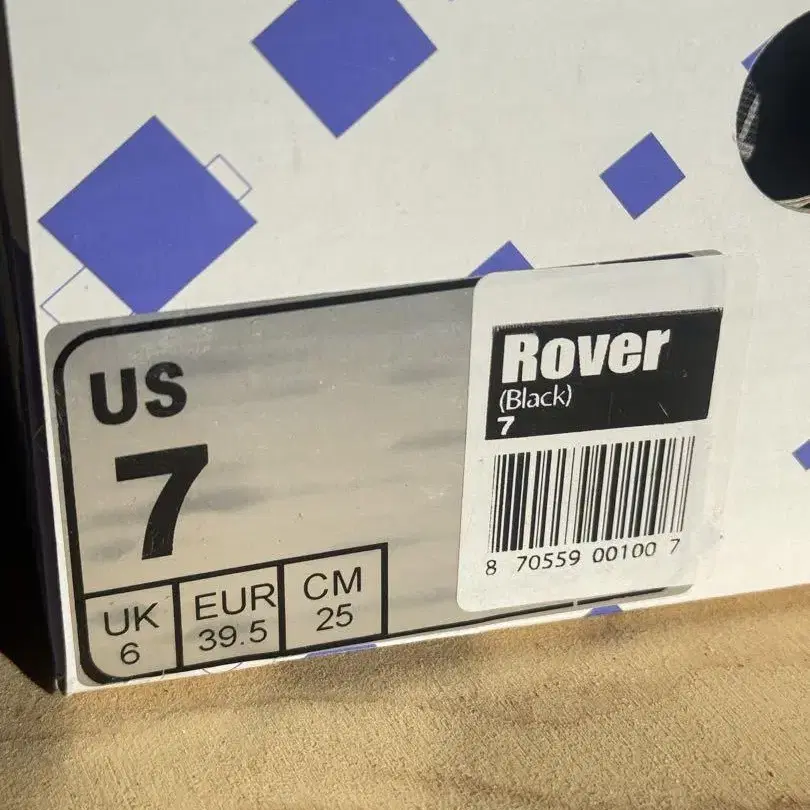 US
7
UK
6
EUR
39.5
CM
25
Rover
(Black)
7
8 70559 00100 7